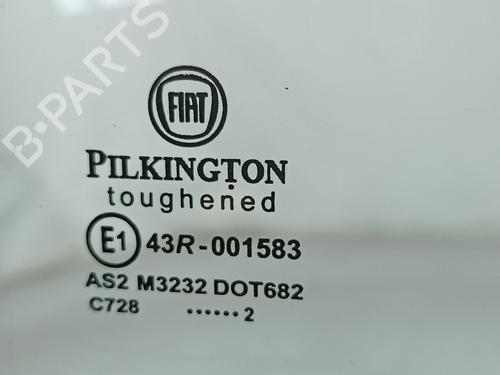 B-PARTS
FIAT
PILKINGTON
toughened
E1 43R-001583
AS2 M3232 DOT682
C728 ...... 2